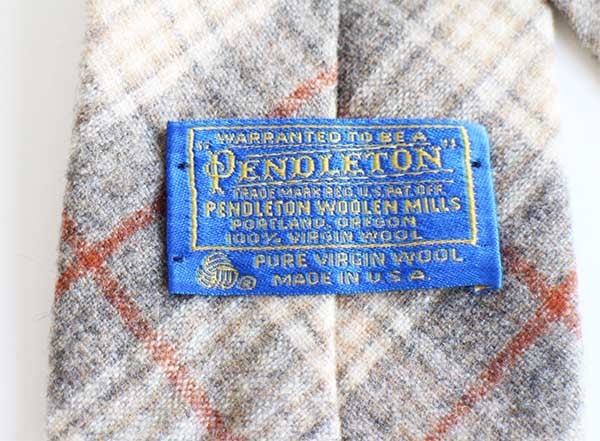 WARRANTED TO BE A
"PENDLETON"
TRADE MARK REG. U.S. PAT. OFF.
PENDLETON WOOLEN MILLS
PORTLAND, OREGON
100% VIRGIN WOOL
PURE VIRGIN WOOL
® MADE IN U S A.